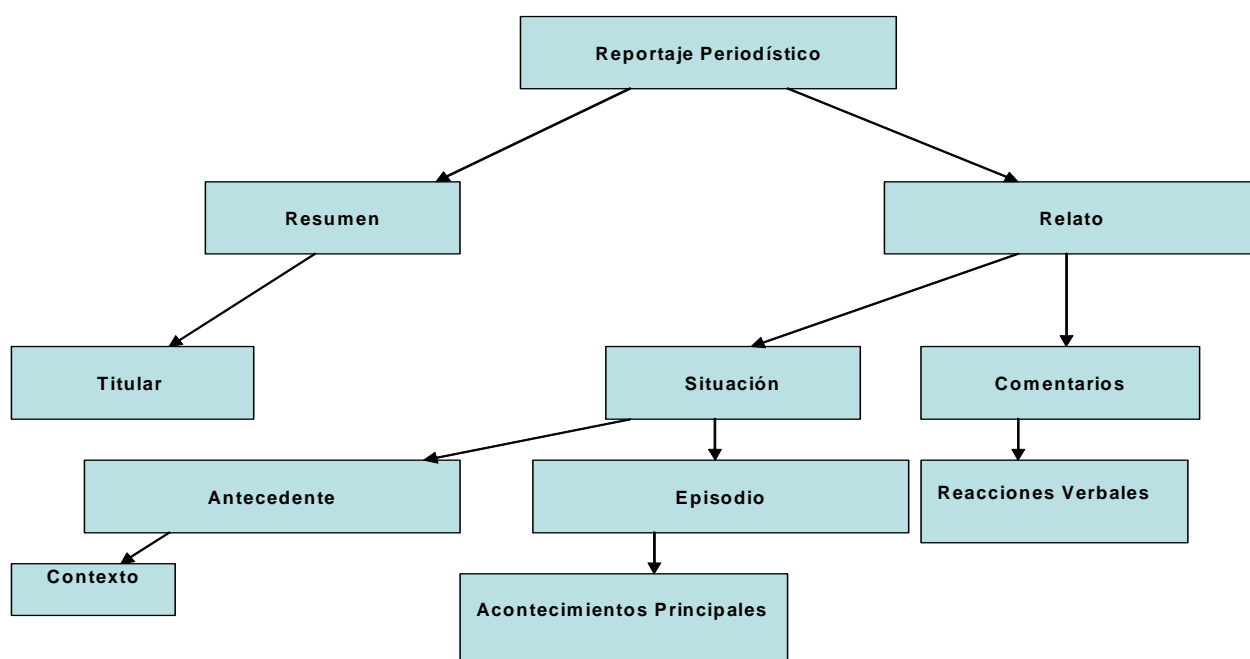 Reportaje Periodístico
Resumen
Relato
Titular
Situación
Comentarios
Antecedente
Episodio
Reacciones Verbales
Contexto
Acontecimientos Principales